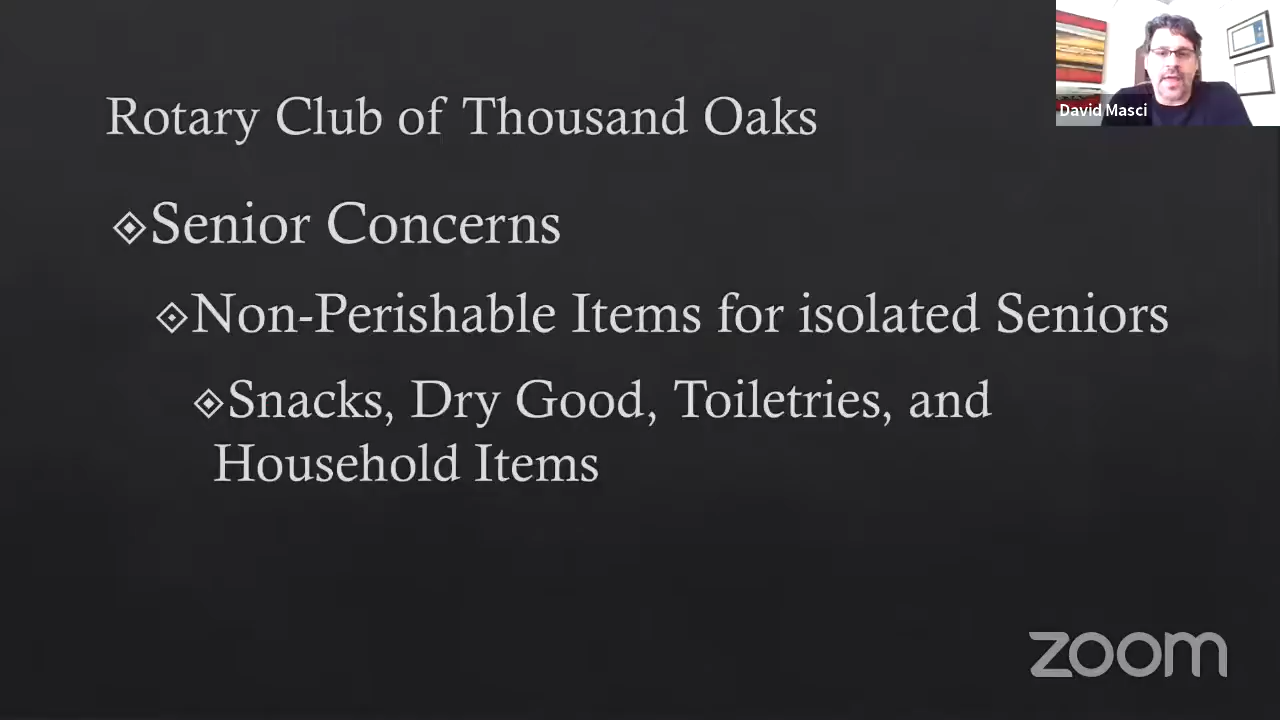 Rotary Club of Thousand Oaks
David Masci
Senior Concerns
Non-Perishable Items for isolated Seniors
Snacks, Dry Good, Toiletries, and
Household Items
zoom